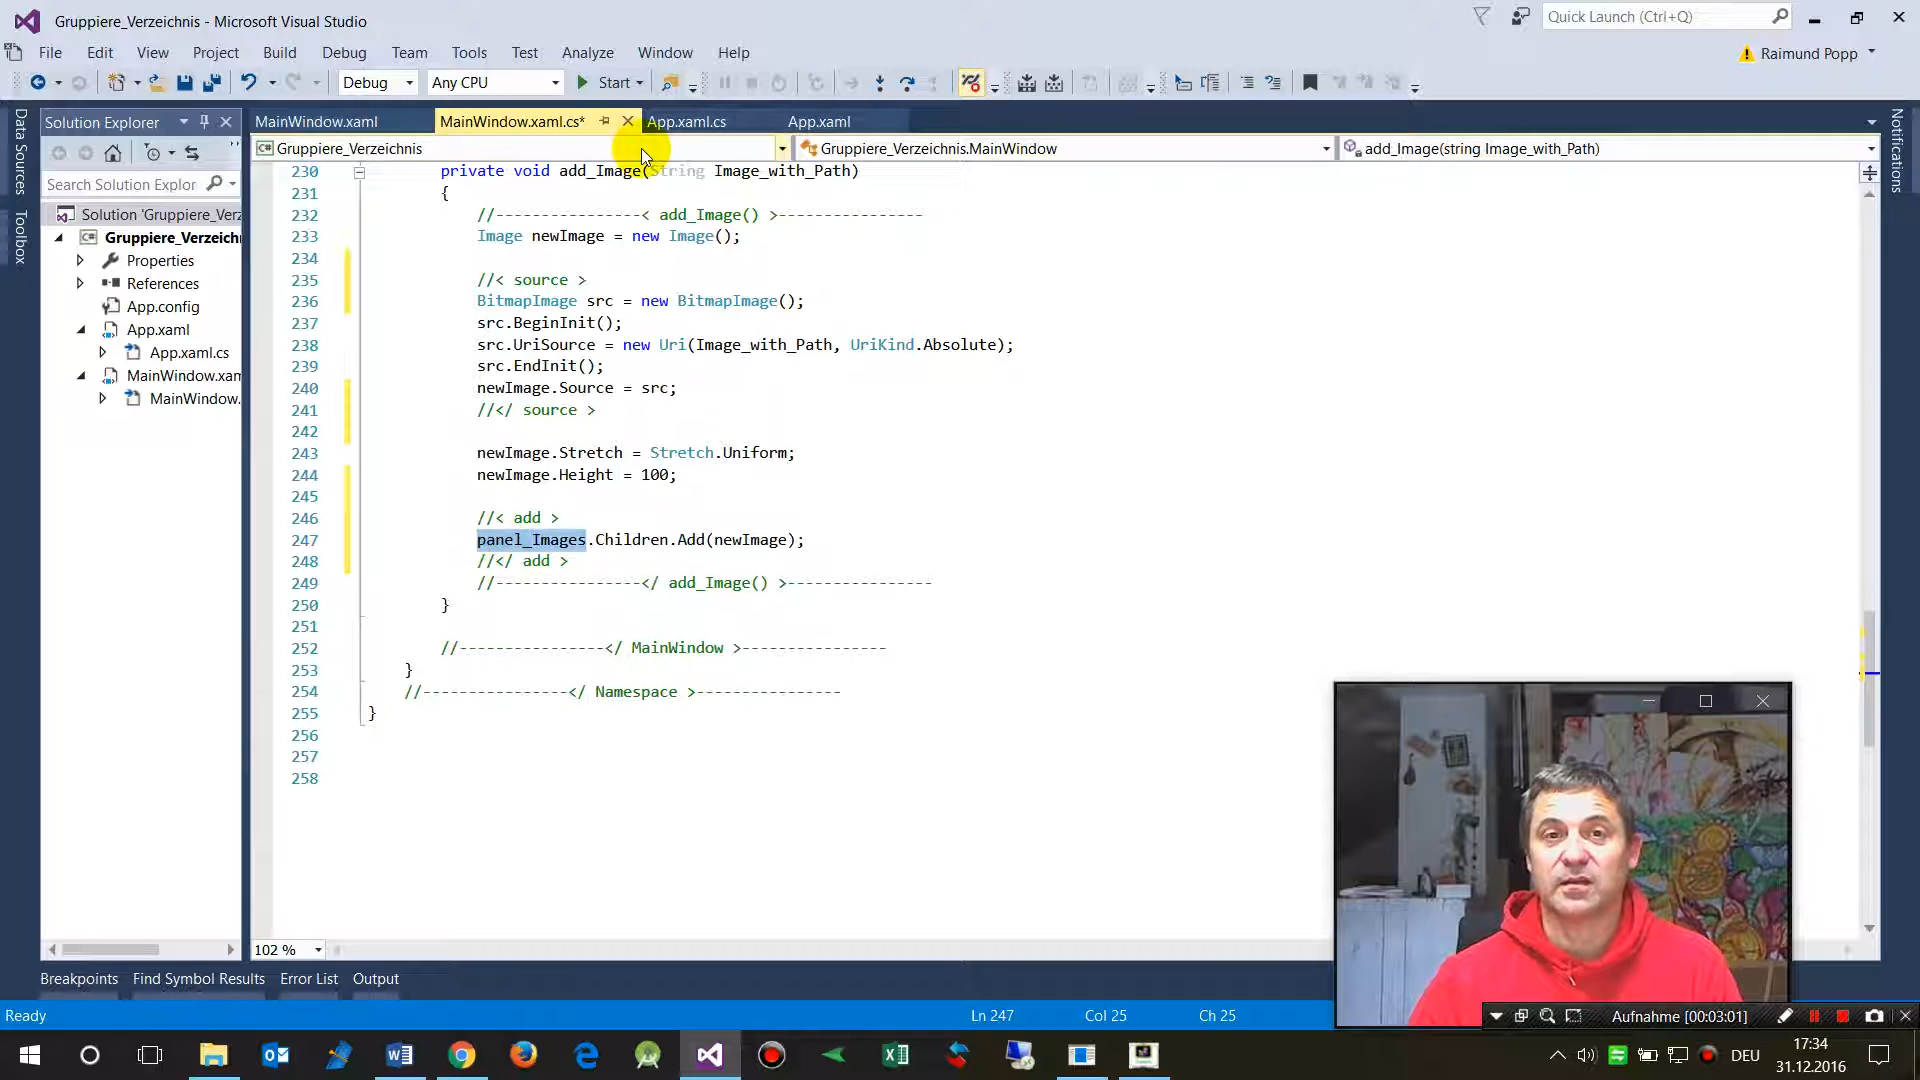 Gruppiere_Verzeichnis - Microsoft Visual Studio
Quick Launch (Ctrl+Q)
File Edit View Project Build Debug Team Tools Test Analyze Window Help
Raimund Popp
Debug Any CPU Start
Data Sources
Toolbox
Notifications
Solution Explorer
Search Solution Explor
Solution 'Gruppiere_Verz
Gruppiere_Verzeichn
Properties
References
App.config
App.xaml
App.xaml.cs
MainWindow.xam
MainWindow.
MainWindow.xaml MainWindow.xaml.cs* App.xaml.cs App.xaml
Gruppiere_Verzeichnis Gruppiere_Verzeichnis.MainWindow add_Image(string Image_with_Path)
230 private void add_Image(String Image_with_Path)
231 {
232 //----------------< add_Image() >----------------
233 Image newImage = new Image();
234
235 //< source >
236 BitmapImage src = new BitmapImage();
237 src.BeginInit();
238 src.UriSource = new Uri(Image_with_Path, UriKind.Absolute);
239 src.EndInit();
240 newImage.Source = src;
241 //</ source >
242
243 newImage.Stretch = Stretch.Uniform;
244 newImage.Height = 100;
245
246 //< add >
247 panel_Images.Children.Add(newImage);
248 //</ add >
249 //----------------</ add_Image() >----------------
250 }
251
252 //----------------</ MainWindow >----------------
253 }
254 //----------------</ Namespace >----------------
255 }
256
257
258
102 %
Breakpoints Find Symbol Results Error List Output
Ready Ln 247 Col 25 Ch 25
Aufnahme [00:03:01]
DEU
17:34
31.12.2016